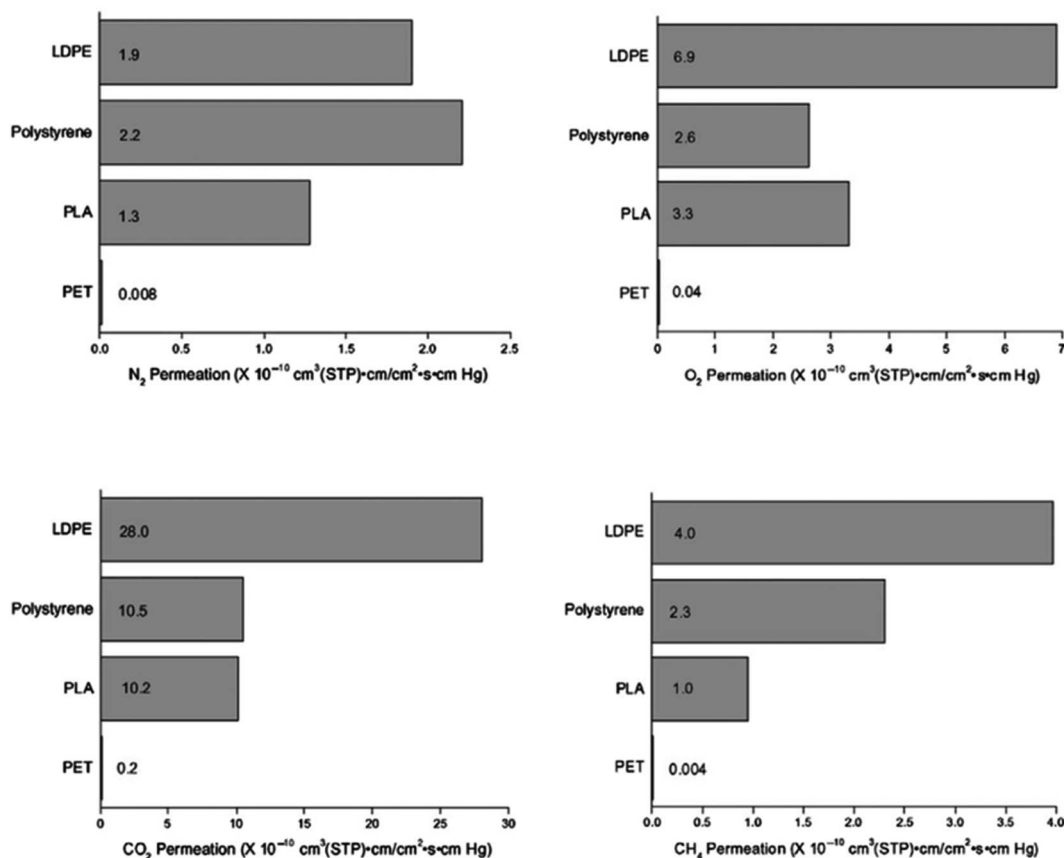 LDPE
1.9
Polystyrene
2.2
PLA
1.3
PET
0.008
0.0 0.5 1.0 1.5 2.0 2.5
N₂ Permeation (X 10⁻¹⁰ cm³(STP)•cm/cm²•s•cm Hg)
LDPE
6.9
Polystyrene
2.6
PLA
3.3
PET
0.04
0 1 2 3 4 5 6 7
O₂ Permeation (X 10⁻¹⁰ cm³(STP)•cm/cm²•s•cm Hg)
LDPE
28.0
Polystyrene
10.5
PLA
10.2
PET
0.2
0 5 10 15 20 25 30
CO₂ Permeation (X 10⁻¹⁰ cm³(STP)•cm/cm²•s•cm Hg)
LDPE
4.0
Polystyrene
2.3
PLA
1.0
PET
0.004
0.0 0.5 1.0 1.5 2.0 2.5 3.0 3.5 4.0
CH₄ Permeation (X 10⁻¹⁰ cm³(STP)•cm/cm²•s•cm Hg)